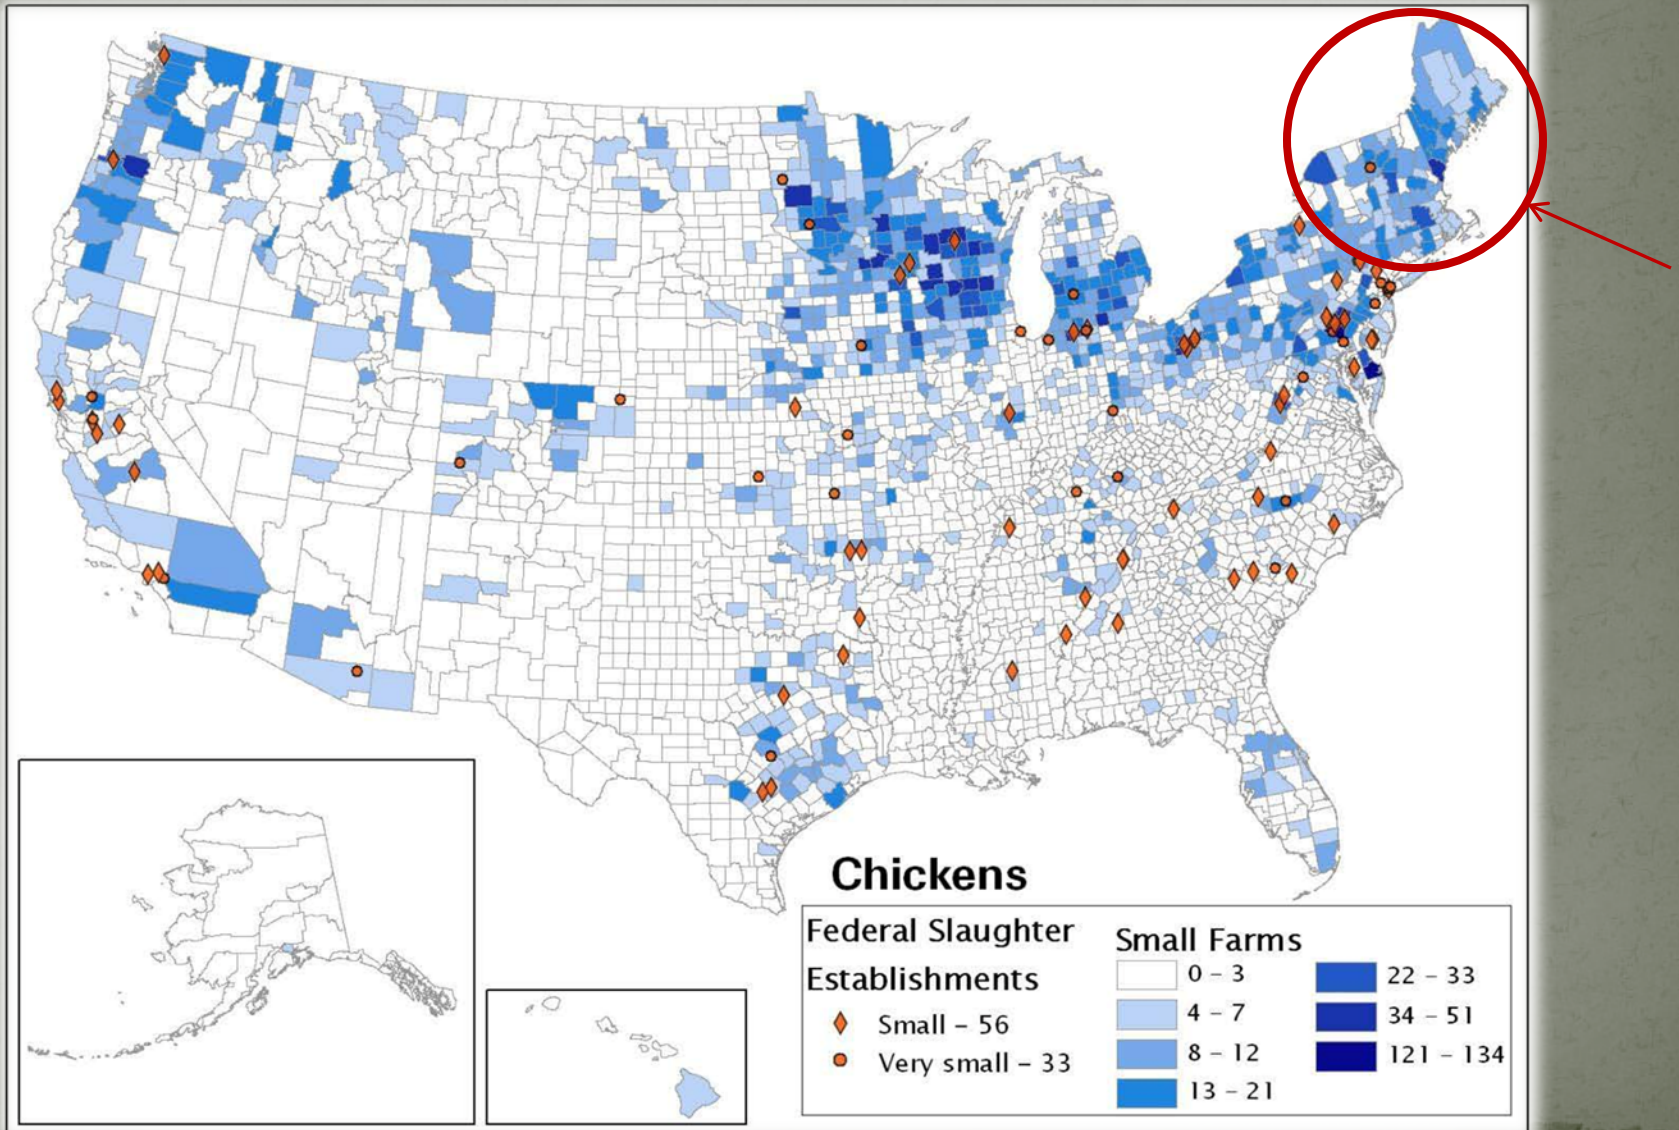 Chickens
Federal Slaughter
Establishments
Small – 56
Very small – 33
Small Farms
0 – 3
4 – 7
8 – 12
13 – 21
22 – 33
34 – 51
121 – 134